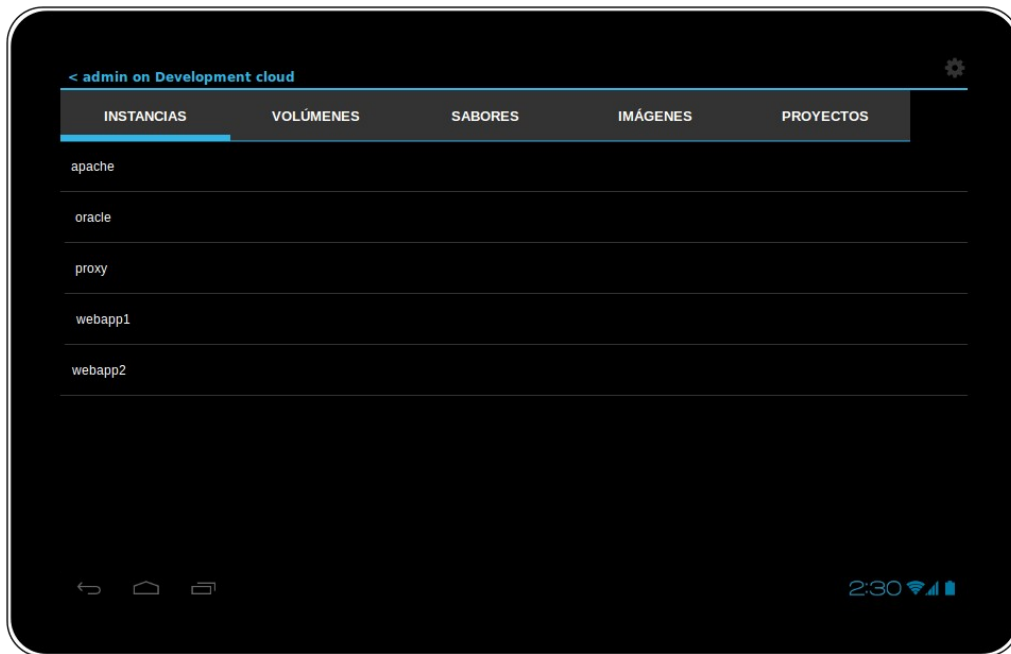 < admin on Development cloud
INSTANCIAS VOLÚMENES SABORES IMÁGENES PROYECTOS
apache
oracle
proxy
webapp1
webapp2
2:30